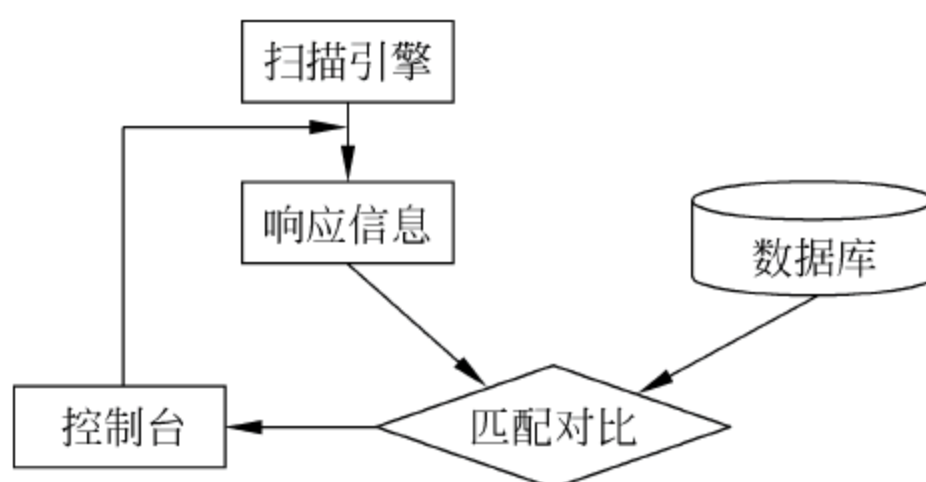 扫描引擎
响应信息
数据库
控制台
匹配对比